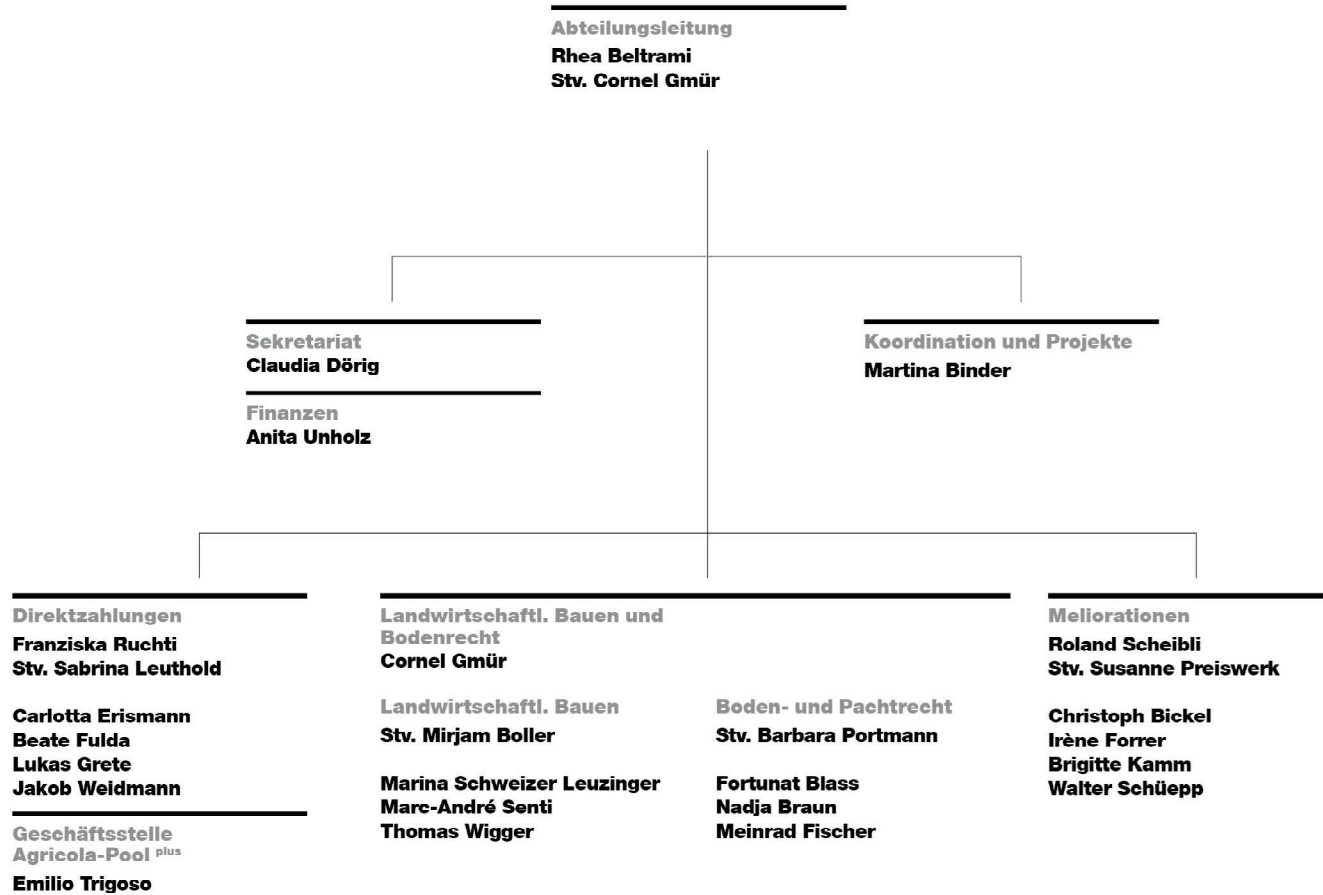 Abteilungsleitung
Rhea Beltrami
Stv. Cornel Gmür
Sekretariat
Claudia Dörig
Finanzen
Anita Unholz
Koordination und Projekte
Martina Binder
Direktzahlungen
Franziska Ruchti
Stv. Sabrina Leuthold
Carlotta Erismann
Beate Fulda
Lukas Grete
Jakob Weidmann
Geschäftsstelle
Agricola-Pool plus
Emilio Trigoso
Landwirtschaftl. Bauen und
Bodenrecht
Cornel Gmür
Landwirtschaftl. Bauen
Stv. Mirjam Boller
Marina Schweizer Leuzinger
Marc-André Senti
Thomas Wigger
Boden- und Pachtrecht
Stv. Barbara Portmann
Fortunat Blass
Nadja Braun
Meinrad Fischer
Meliorationen
Roland Scheibli
Stv. Susanne Preiswerk
Christoph Bickel
Irène Forrer
Brigitte Kamm
Walter Schüepp